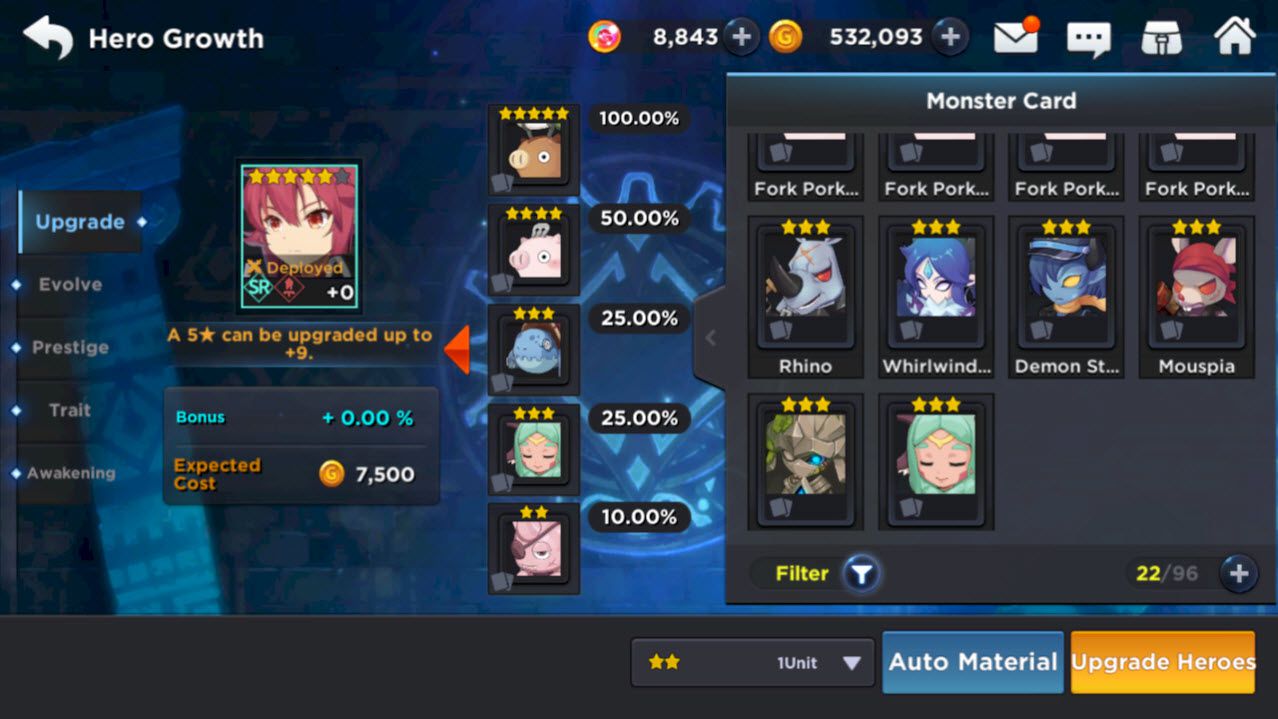 Hero Growth
8,843
532,093
Monster Card
Upgrade
Evolve
Prestige
Trait
Awakening
Deployed
SR
+0
A 5★ can be upgraded up to
+9.
Bonus + 0.00 %
Expected
Cost
7,500
100.00%
50.00%
25.00%
25.00%
10.00%
Fork Pork... Fork Pork... Fork Pork... Fork Pork...
Rhino Whirlwind... Demon St... Mouspia
Filter
22/96
1Unit
Auto Material
Upgrade Heroes